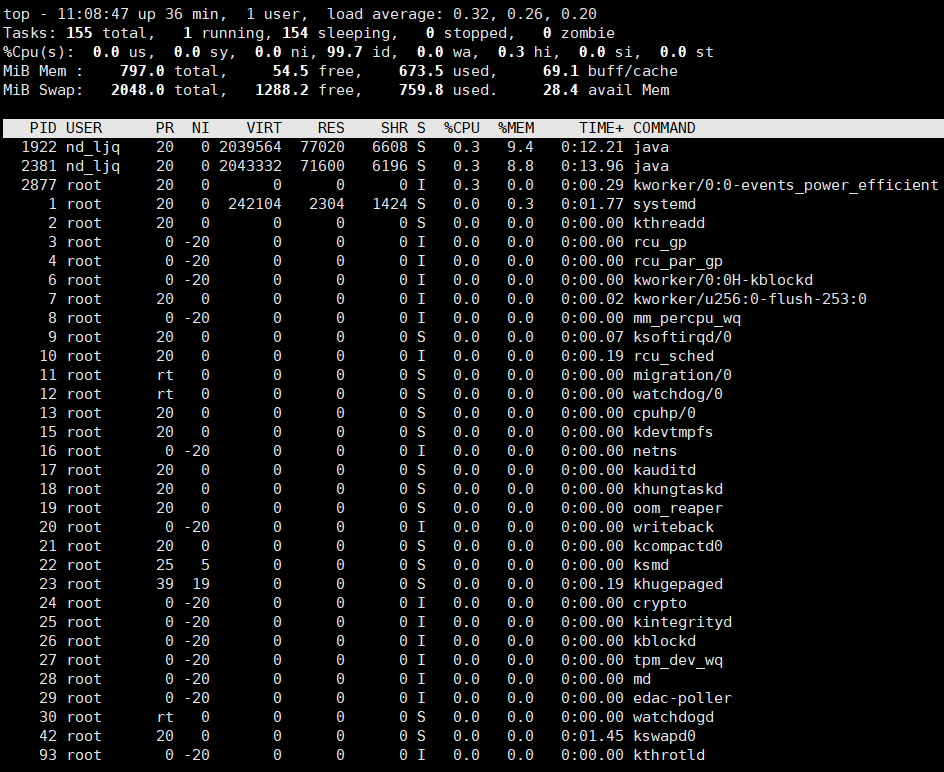 top - 11:08:47 up 36 min,  1 user,  load average: 0.32, 0.26, 0.20
Tasks: 155 total,   1 running, 154 sleeping,   0 stopped,   0 zombie
%Cpu(s):  0.0 us,  0.0 sy,  0.0 ni, 99.7 id,  0.0 wa,  0.3 hi,  0.0 si,  0.0 st
MiB Mem :    797.0 total,     54.5 free,    673.5 used,     69.1 buff/cache
MiB Swap:   2048.0 total,   1288.2 free,    759.8 used.     28.4 avail Mem
PID USER      PR  NI    VIRT    RES    SHR S  %CPU  %MEM     TIME+ COMMAND
1922 nd_ljq    20   0 2039564  77020   6608 S   0.3   9.4   0:12.21 java
2381 nd_ljq    20   0 2043332  71600   6196 S   0.3   8.8   0:13.96 java
2877 root      20   0       0      0      0 I   0.3   0.0   0:00.29 kworker/0:0-events_power_efficient
1 root      20   0  242104   2304   1424 S   0.0   0.3   0:01.77 systemd
2 root      20   0       0      0      0 S   0.0   0.0   0:00.00 kthreadd
3 root       0 -20       0      0      0 I   0.0   0.0   0:00.00 rcu_gp
4 root       0 -20       0      0      0 I   0.0   0.0   0:00.00 rcu_par_gp
6 root       0 -20       0      0      0 I   0.0   0.0   0:00.00 kworker/0:0H-kblockd
7 root      20   0       0      0      0 I   0.0   0.0   0:00.02 kworker/u256:0-flush-253:0
8 root       0 -20       0      0      0 I   0.0   0.0   0:00.00 mm_percpu_wq
9 root      20   0       0      0      0 S   0.0   0.0   0:00.07 ksoftirqd/0
10 root      20   0       0      0      0 I   0.0   0.0   0:00.19 rcu_sched
11 root      rt   0       0      0      0 S   0.0   0.0   0:00.00 migration/0
12 root      rt   0       0      0      0 S   0.0   0.0   0:00.00 watchdog/0
13 root      20   0       0      0      0 S   0.0   0.0   0:00.00 cpuhp/0
15 root      20   0       0      0      0 S   0.0   0.0   0:00.00 kdevtmpfs
16 root       0 -20       0      0      0 I   0.0   0.0   0:00.00 netns
17 root      20   0       0      0      0 S   0.0   0.0   0:00.00 kauditd
18 root      20   0       0      0      0 S   0.0   0.0   0:00.00 khungtaskd
19 root      20   0       0      0      0 S   0.0   0.0   0:00.00 oom_reaper
20 root       0 -20       0      0      0 I   0.0   0.0   0:00.00 writeback
21 root      20   0       0      0      0 S   0.0   0.0   0:00.00 kcompactd0
22 root      25   5       0      0      0 S   0.0   0.0   0:00.00 ksmd
23 root      39  19       0      0      0 S   0.0   0.0   0:00.19 khugepaged
24 root       0 -20       0      0      0 I   0.0   0.0   0:00.00 crypto
25 root       0 -20       0      0      0 I   0.0   0.0   0:00.00 kintegrityd
26 root       0 -20       0      0      0 I   0.0   0.0   0:00.00 kblockd
27 root       0 -20       0      0      0 I   0.0   0.0   0:00.00 tpm_dev_wq
28 root       0 -20       0      0      0 I   0.0   0.0   0:00.00 md
29 root       0 -20       0      0      0 I   0.0   0.0   0:00.00 edac-poller
30 root      rt   0       0      0      0 S   0.0   0.0   0:00.00 watchdogd
42 root      20   0       0      0      0 S   0.0   0.0   0:01.45 kswapd0
93 root       0 -20       0      0      0 I   0.0   0.0   0:00.00 kthrotld